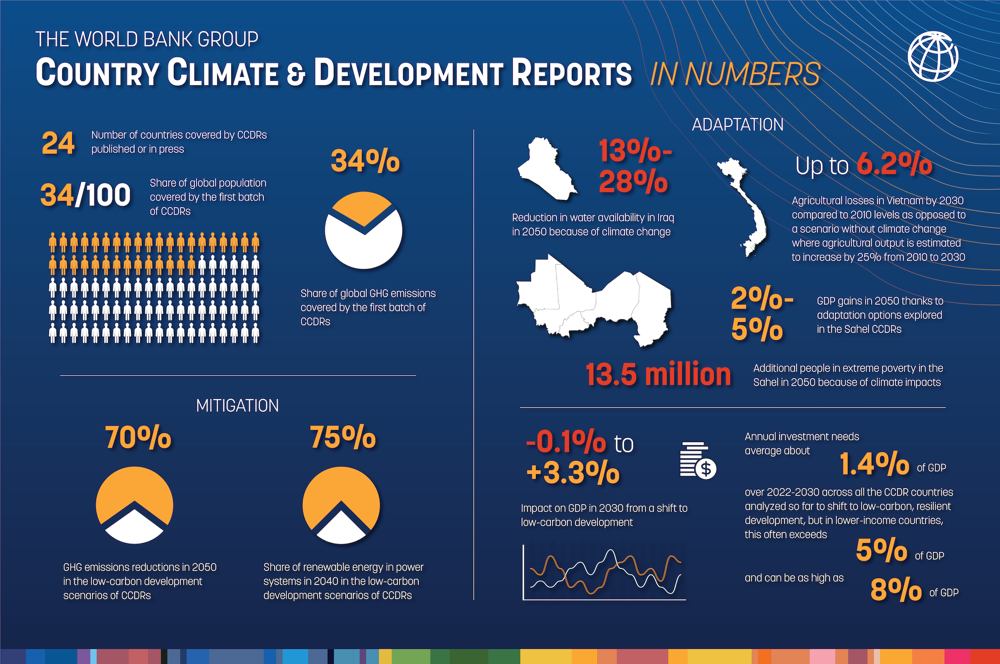 THE WORLD BANK GROUP
COUNTRY CLIMATE & DEVELOPMENT REPORTS IN NUMBERS
24
Number of countries covered by CCDRs
published or in press
34/100
Share of global population
covered by the first batch
of CCDRs
34%
Share of global GHG emissions
covered by the first batch of
CCDRs
MITIGATION
70%
GHG emissions reductions in 2050
in the low-carbon development
scenarios of CCDRs
75%
Share of renewable energy in power
systems in 2040 in the low-carbon
development scenarios of CCDRs
ADAPTATION
13%-
28%
Reduction in water availability in Iraq
in 2050 because of climate change
Up to 6.2%
Agricultural losses in Vietnam by 2030
compared to 2010 levels as opposed to
a scenario without climate change
where agricultural output is estimated
to increase by 25% from 2010 to 2030
2%-
5%
GDP gains in 2050 thanks to
adaptation options explored
in the Sahel CCDRs
13.5 million
Additional people in extreme poverty in the
Sahel in 2050 because of climate impacts
-0.1% to
+3.3%
Impact on GDP in 2030 from a shift to
low-carbon development
$
Annual investment needs
average about
1.4% of GDP
over 2022-2030 across all the CCDR countries
analyzed so far to shift to low-carbon, resilient
development, but in lower-income countries,
this often exceeds
5% of GDP
and can be as high as
8% of GDP